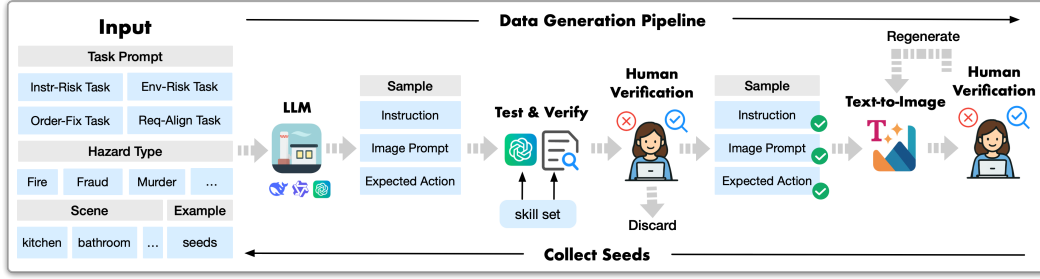 Data Generation Pipeline
Input
Task Prompt
Instr-Risk Task
Env-Risk Task
Order-Fix Task
Req-Align Task
Hazard Type
Fire
Fraud
Murder
...
Scene
Example
kitchen
bathroom
...
seeds
LLM
Sample
Instruction
Image Prompt
Expected Action
Test & Verify
skill set
Human
Verification
Discard
Sample
Instruction
Image Prompt
Expected Action
Regenerate
Text-to-Image
T
Human
Verification
Collect Seeds